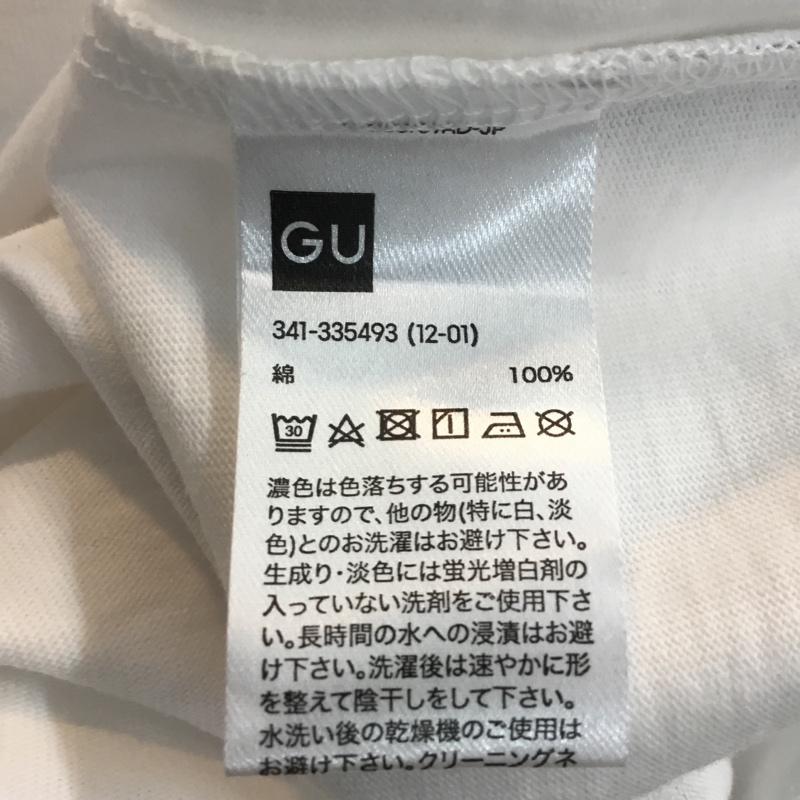 GU
341-335493 (12-01)
綿 100%
30
濃色は色落ちする可能性があ
りますので、他の物(特に白、淡
色)とのお洗濯はお避け下さい。
生成り・淡色には蛍光増白剤の
入っていない洗剤をご使用下さ
い。長時間の水への浸漬はお避
け下さい。洗濯後は速やかに形
を整えて陰干しをして下さい。
水洗い後の乾燥機のご使用は
お避け下さい。クリーニングネ